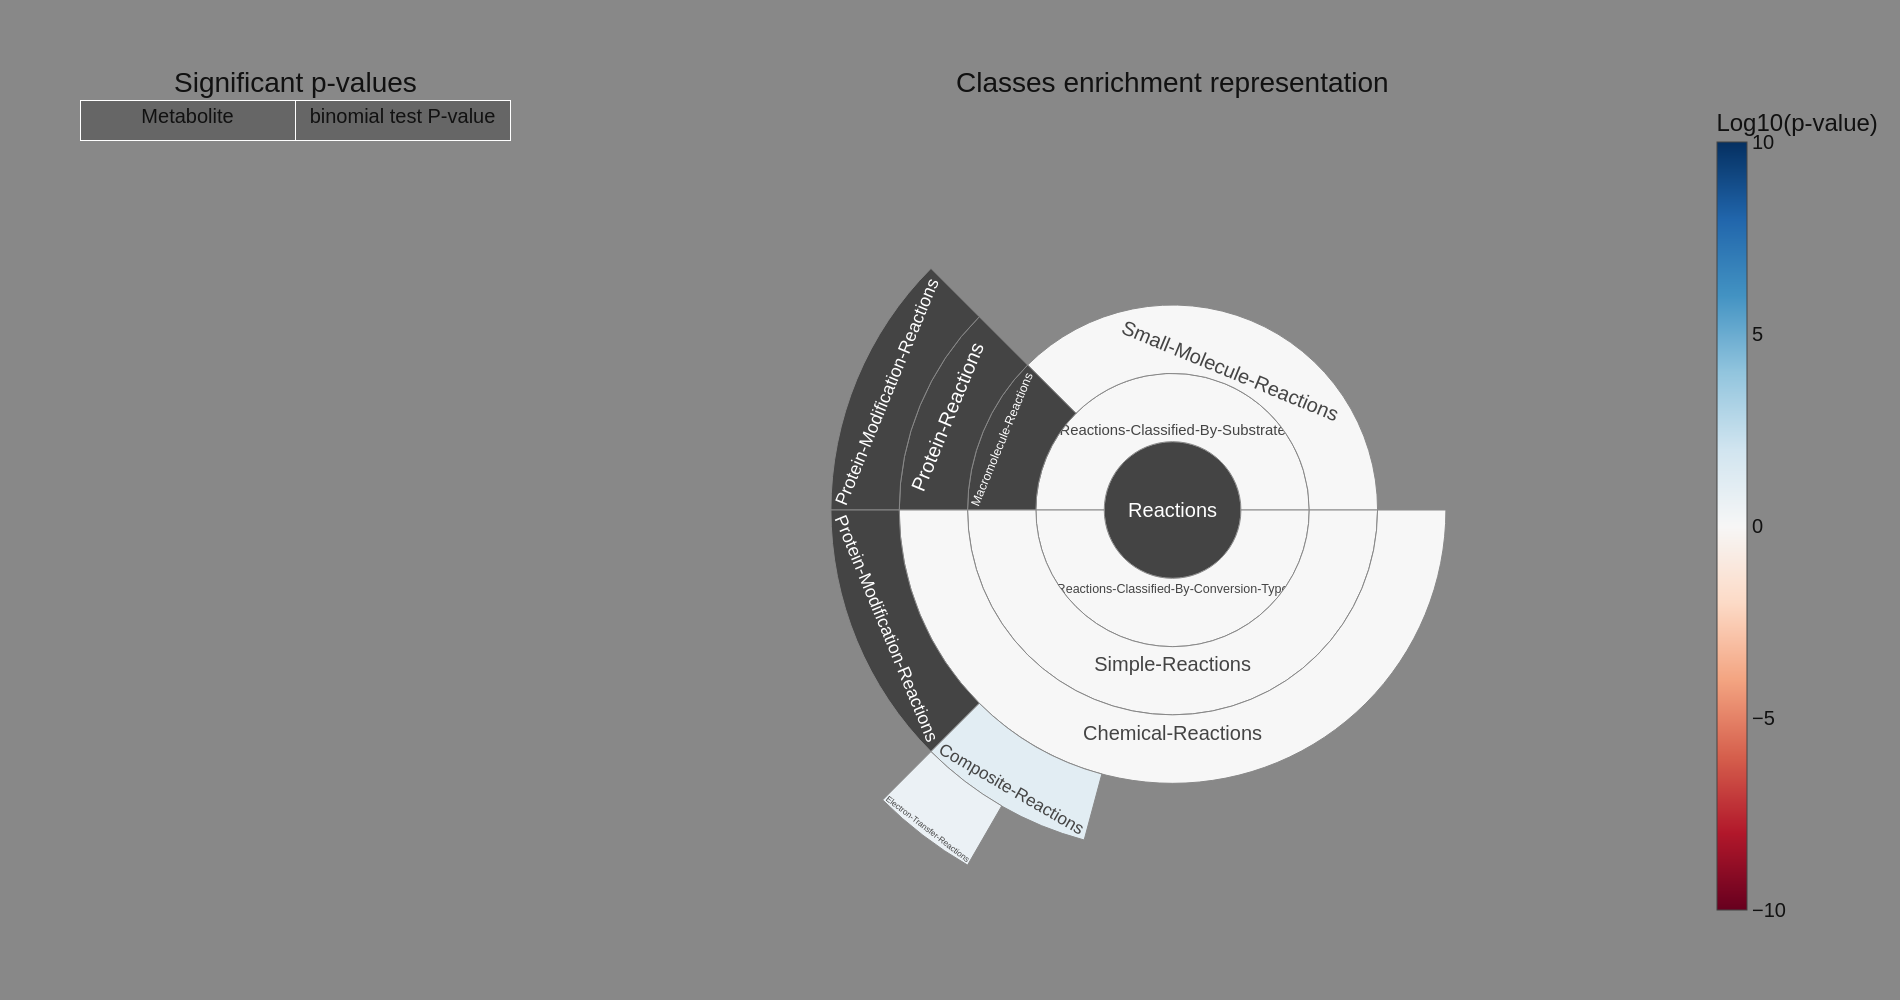 Significant p-values
Metabolite
binomial test P-value
Classes enrichment representation
Log10(p-value)
10
5
0
−5
−10
Protein-Modification-Reactions
Protein-Reactions
Macromolecule-Reactions
Small-Molecule-Reactions
Reactions-Classified-By-Substrate
Reactions
Reactions-Classified-By-Conversion-Type
Simple-Reactions
Chemical-Reactions
Protein-Modification-Reactions
Composite-Reactions
Electron-Transfer-Reactions